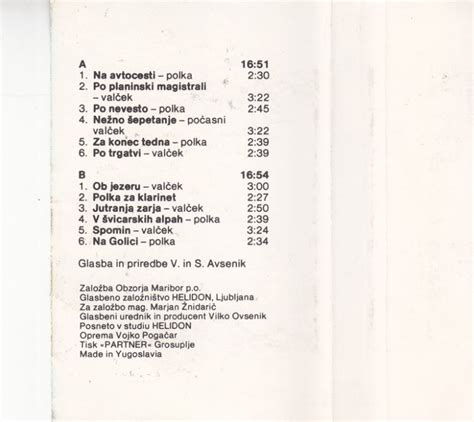 A 16:51
1. Na avtocesti – polka 2:30
2. Po planinski magistrali
– valček 3:22
3. Po nevesto – polka 2:45
4. Nežno šepetanje – počasni
valček 3:22
5. Za konec tedna – polka 2:39
6. Po trgatvi – valček 2:39
B 16:54
1. Ob jezeru – valček 3:00
2. Polka za klarinet 2:27
3. Jutranja zarja – valček 2:50
4. V švicarskih alpah – polka 2:39
5. Spomin – valček 3:24
6. Na Golici – polka 2:34
Glasba in priredbe V. in S. Avsenik
Založba Obzorja Maribor p.o.
Glasbeno založništvo HELIDON, Ljubljana
Za založbo mag. Marjan Žnidarič
Glasbeni urednik in producent Vilko Ovsenik
Posneto v studiu HELIDON
Oprema Vojko Pogačar
Tisk »PARTNER« Grosuplje
Made in Yugoslavia